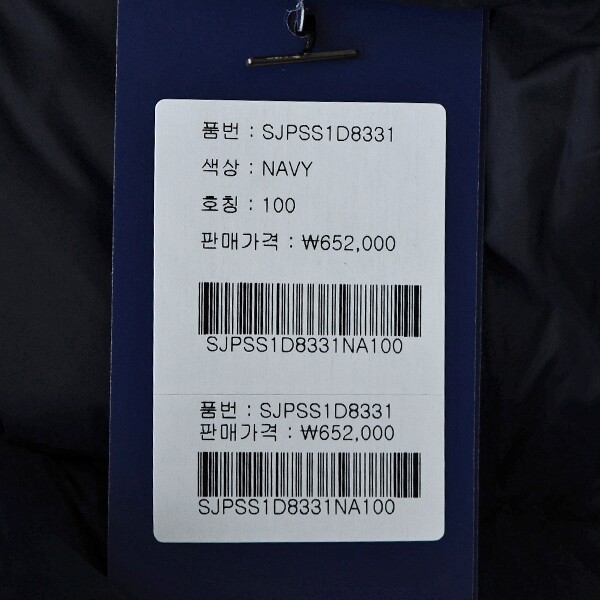 품번 : SJPSS1D8331
색상 : NAVY
호칭 : 100
판매가격 : ₩652,000
SJPSS1D8331NA100
품번 : SJPSS1D8331
판매가격 : ₩652,000
SJPSS1D8331NA100